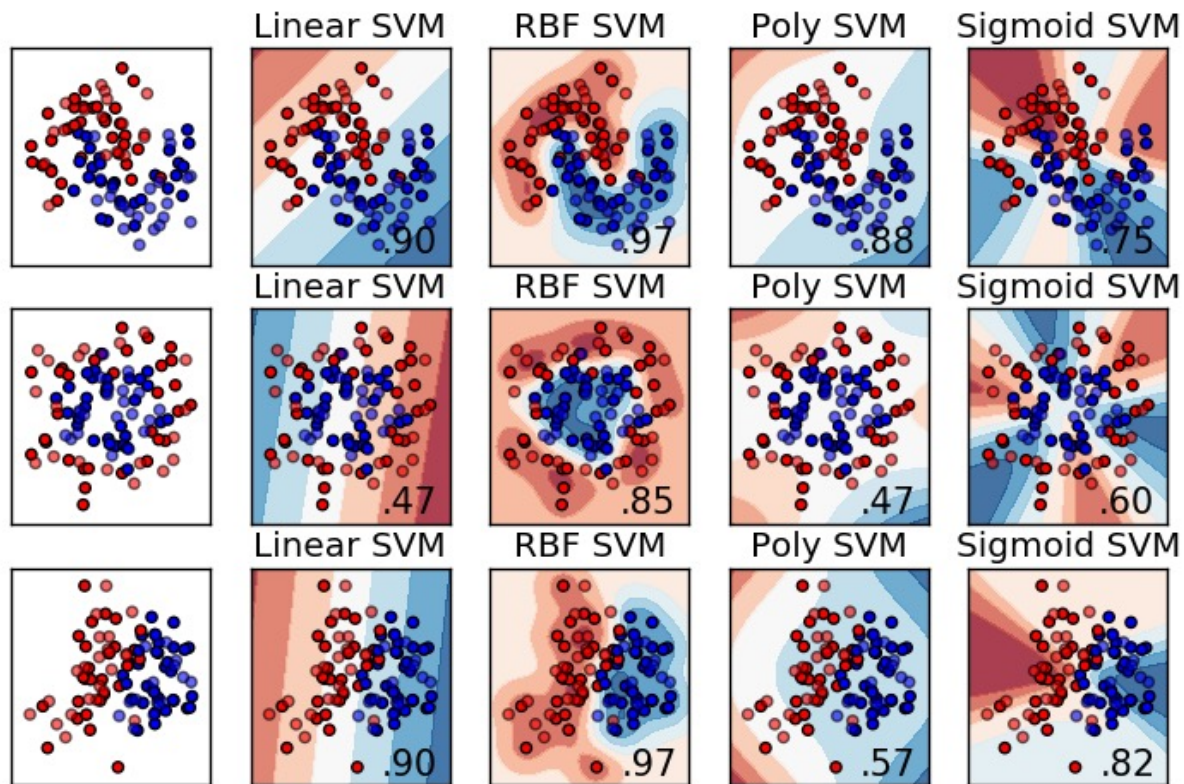 Linear SVM RBF SVM Poly SVM Sigmoid SVM
.90 .97 .88 .75
Linear SVM RBF SVM Poly SVM Sigmoid SVM
.47 .85 .47 .60
Linear SVM RBF SVM Poly SVM Sigmoid SVM
.90 .97 .57 .82